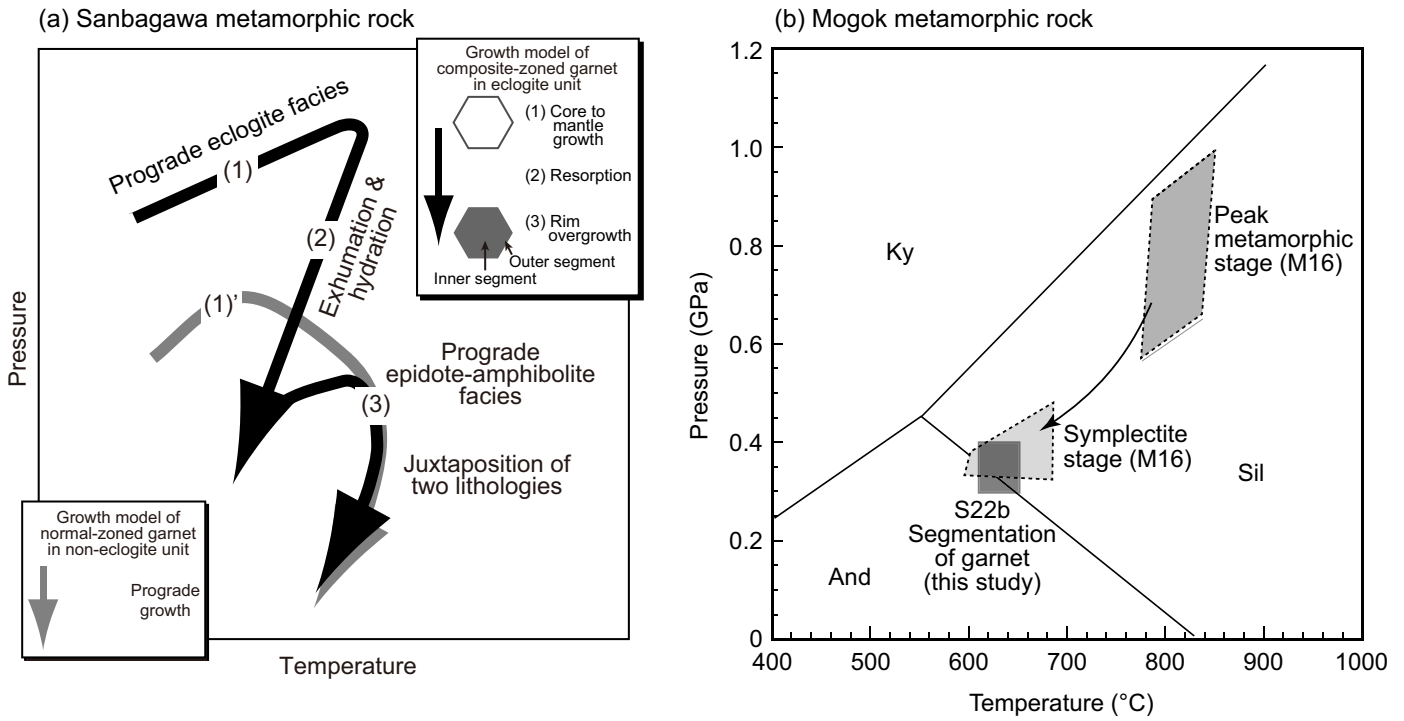 (a) Sanbagawa metamorphic rock
Prograde eclogite facies
(1)
(2)
Exhumation &
hydration
(1)’
Prograde
epidote-amphibolite
facies
(3)
Juxtaposition of
two lithologies
Pressure
Temperature
Growth model of
composite-zoned garnet
in eclogite unit
(1) Core to
mantle
growth
(2) Resorption
(3) Rim
overgrowth
Outer segment
Inner segment
Growth model of
normal-zoned garnet
in non-eclogite unit
Prograde
growth
(b) Mogok metamorphic rock
1.2
1.0
0.8
0.6
0.4
0.2
0
Pressure (GPa)
Ky
Peak
metamorphic
stage (M16)
Symplectite
stage (M16)
Sil
S22b
Segmentation
of garnet
(this study)
And
400 500 600 700 800 900 1000
Temperature (°C)